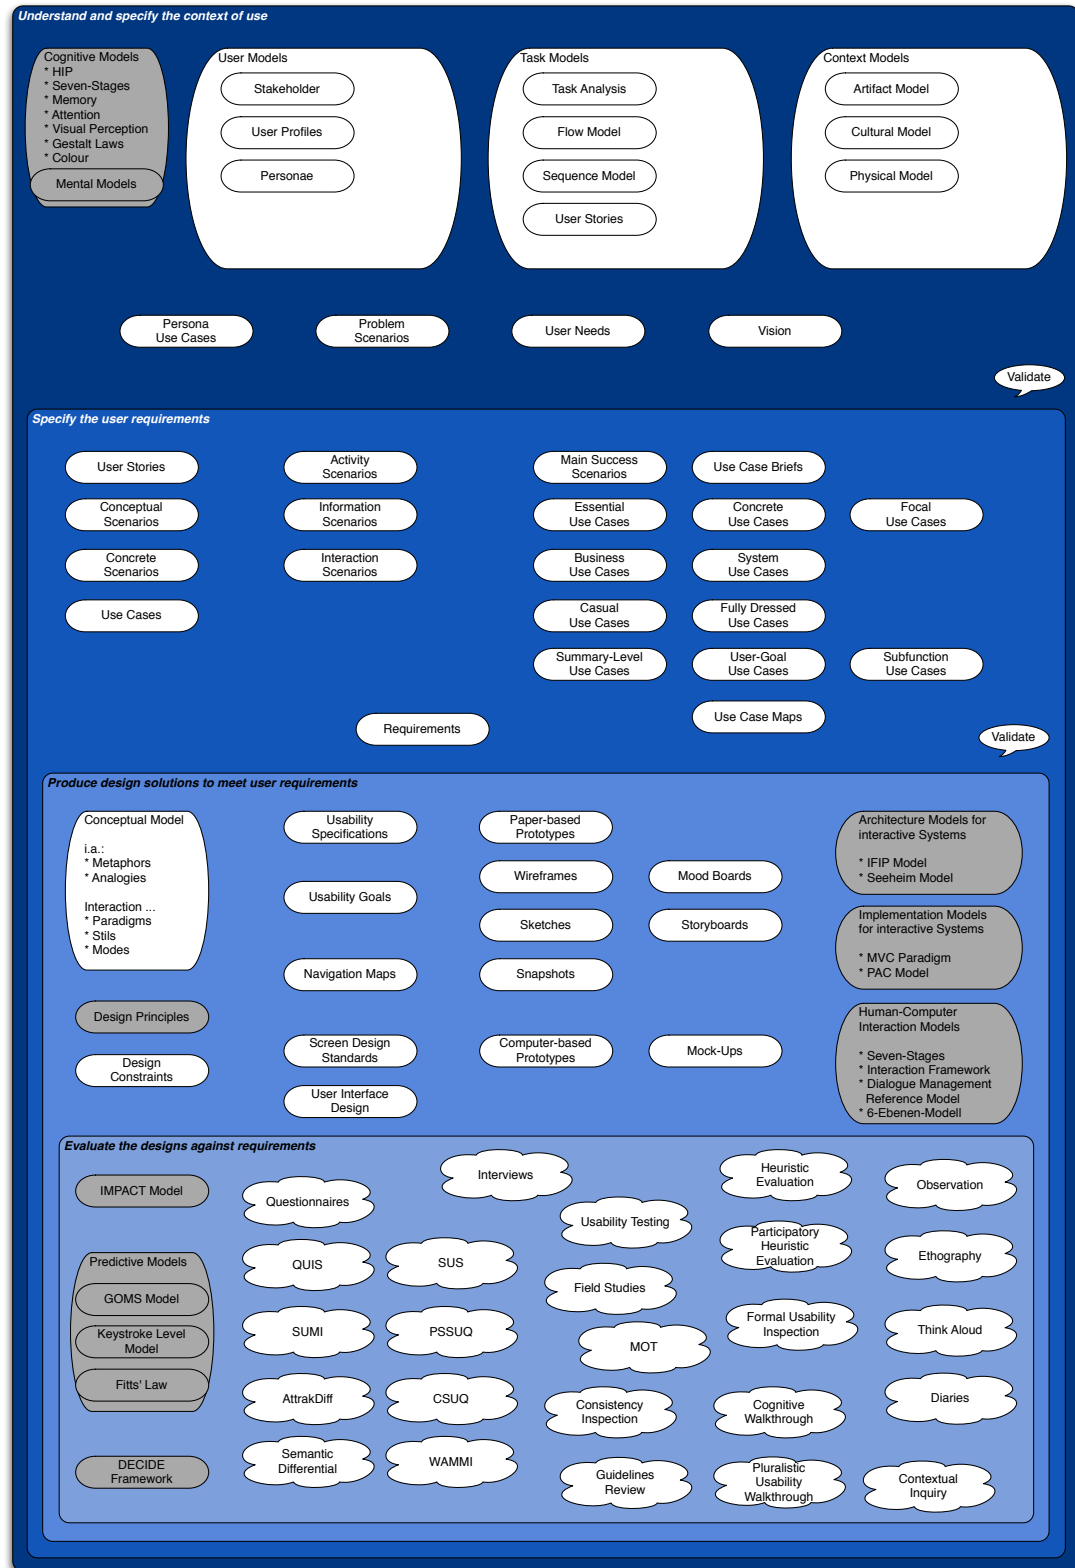 Understand and specify the context of use
Cognitive Models
* HIP
* Seven-Stages
* Memory
* Attention
* Visual Perception
* Gestalt Laws
* Colour
Mental Models
User Models
Stakeholder
User Profiles
Personae
Task Models
Task Analysis
Flow Model
Sequence Model
User Stories
Context Models
Artifact Model
Cultural Model
Physical Model
Persona
Use Cases
Problem
Scenarios
User Needs
Vision
Validate
Specify the user requirements
User Stories
Conceptual
Scenarios
Concrete
Scenarios
Use Cases
Activity
Scenarios
Information
Scenarios
Interaction
Scenarios
Main Success
Scenarios
Use Case Briefs
Essential
Use Cases
Concrete
Use Cases
Focal
Use Cases
Business
Use Cases
System
Use Cases
Casual
Use Cases
Fully Dressed
Use Cases
Summary-Level
Use Cases
User-Goal
Use Cases
Subfunction
Use Cases
Use Case Maps
Requirements
Validate
Produce design solutions to meet user requirements
Conceptual Model
i.a.:
* Metaphors
* Analogies
Interaction ...
* Paradigms
* Stils
* Modes
Design Principles
Design
Constraints
Usability
Specifications
Usability Goals
Navigation Maps
Screen Design
Standards
User Interface
Design
Paper-based
Prototypes
Wireframes
Mood Boards
Sketches
Storyboards
Snapshots
Computer-based
Prototypes
Mock-Ups
Architecture Models for
interactive Systems
* IFIP Model
* Seeheim Model
Implementation Models
for interactive Systems
* MVC Paradigm
* PAC Model
Human-Computer
Interaction Models
* Seven-Stages
* Interaction Framework
* Dialogue Management
Reference Model
* 6-Ebenen-Modell
Evaluate the designs against requirements
IMPACT Model
Predictive Models
GOMS Model
Keystroke Level
Model
Fitts' Law
DECIDE
Framework
Questionnaires
QUIS
SUS
SUMI
PSSUQ
AttrakDiff
CSUQ
Semantic
Differential
WAMMI
Interviews
Usability Testing
Field Studies
MOT
Consistency
Inspection
Guidelines
Review
Heuristic
Evaluation
Participatory
Heuristic
Evaluation
Formal Usability
Inspection
Cognitive
Walkthrough
Pluralistic
Usability
Walkthrough
Observation
Ethography
Think Aloud
Diaries
Contextual
Inquiry